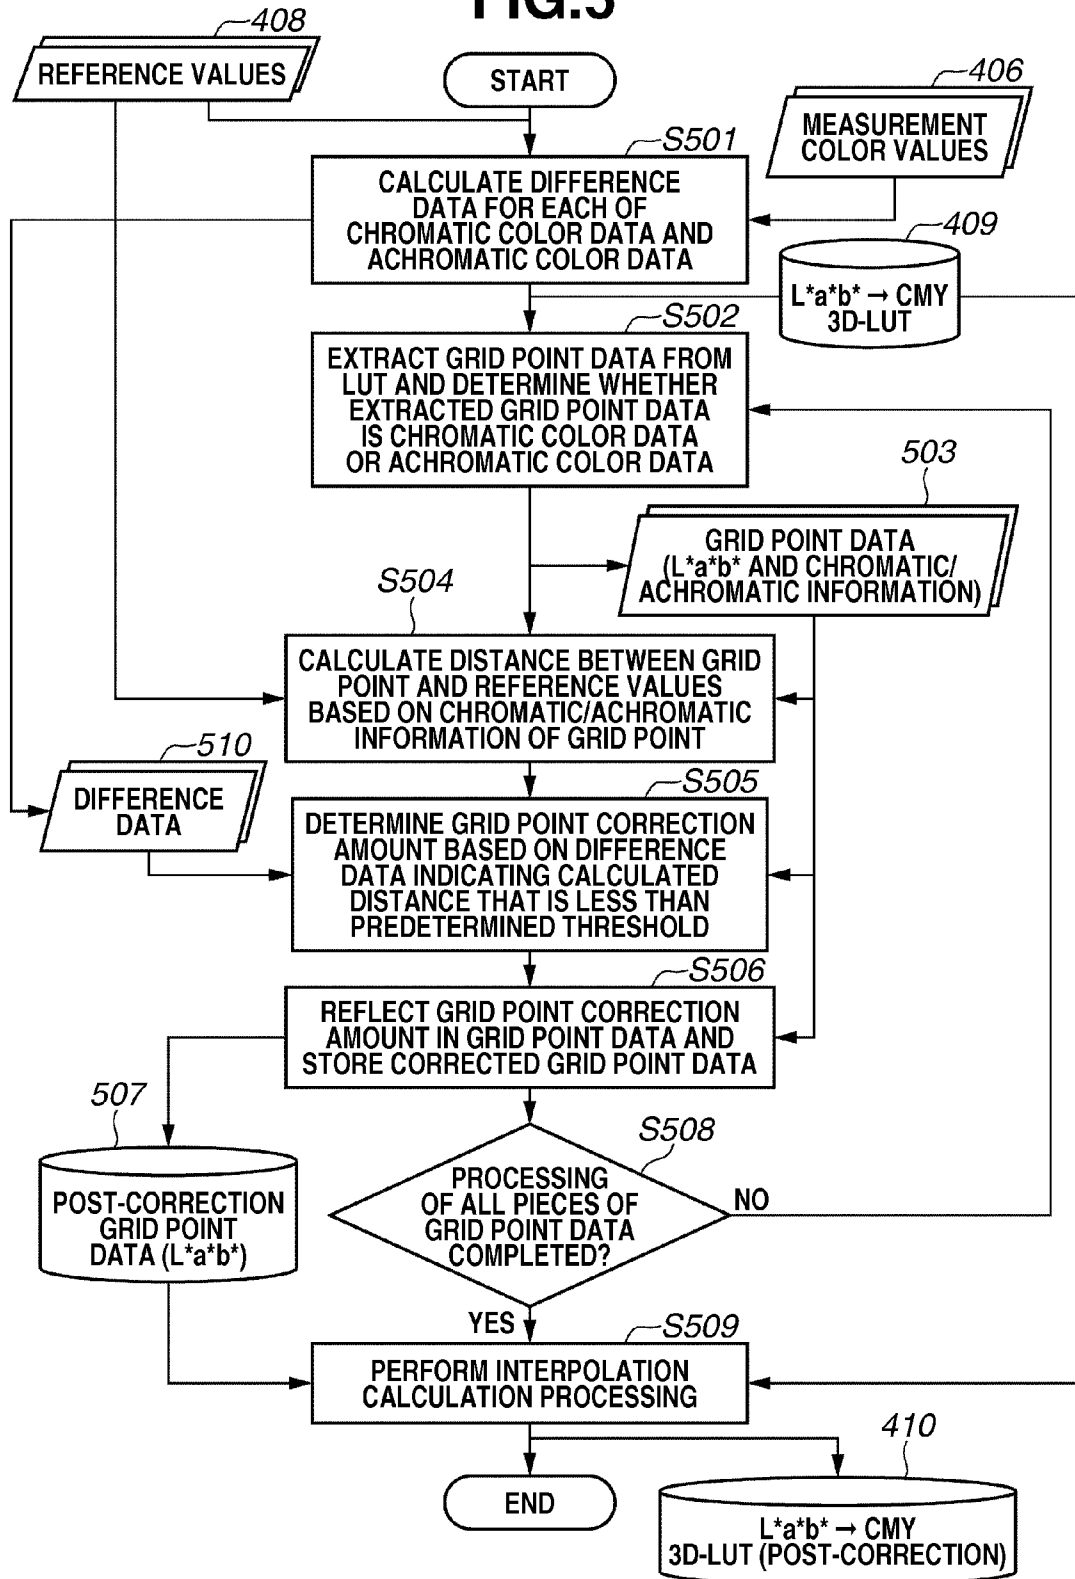 FIG.5
408
REFERENCE VALUES
START
406
MEASUREMENT
COLOR VALUES
S501
CALCULATE DIFFERENCE
DATA FOR EACH OF
CHROMATIC COLOR DATA AND
ACHROMATIC COLOR DATA
409
L*a*b* → CMY
3D-LUT
S502
EXTRACT GRID POINT DATA FROM
LUT AND DETERMINE WHETHER
EXTRACTED GRID POINT DATA
IS CHROMATIC COLOR DATA
OR ACHROMATIC COLOR DATA
503
GRID POINT DATA
(L*a*b* AND CHROMATIC/
ACHROMATIC INFORMATION)
S504
CALCULATE DISTANCE BETWEEN GRID
POINT AND REFERENCE VALUES
BASED ON CHROMATIC/ACHROMATIC
INFORMATION OF GRID POINT
510
DIFFERENCE
DATA
S505
DETERMINE GRID POINT CORRECTION
AMOUNT BASED ON DIFFERENCE
DATA INDICATING CALCULATED
DISTANCE THAT IS LESS THAN
PREDETERMINED THRESHOLD
S506
REFLECT GRID POINT CORRECTION
AMOUNT IN GRID POINT DATA AND
STORE CORRECTED GRID POINT DATA
507
POST-CORRECTION
GRID POINT
DATA (L*a*b*)
S508
PROCESSING
OF ALL PIECES OF
GRID POINT DATA
COMPLETED?
NO
YES
S509
PERFORM INTERPOLATION
CALCULATION PROCESSING
END
410
L*a*b* → CMY
3D-LUT (POST-CORRECTION)